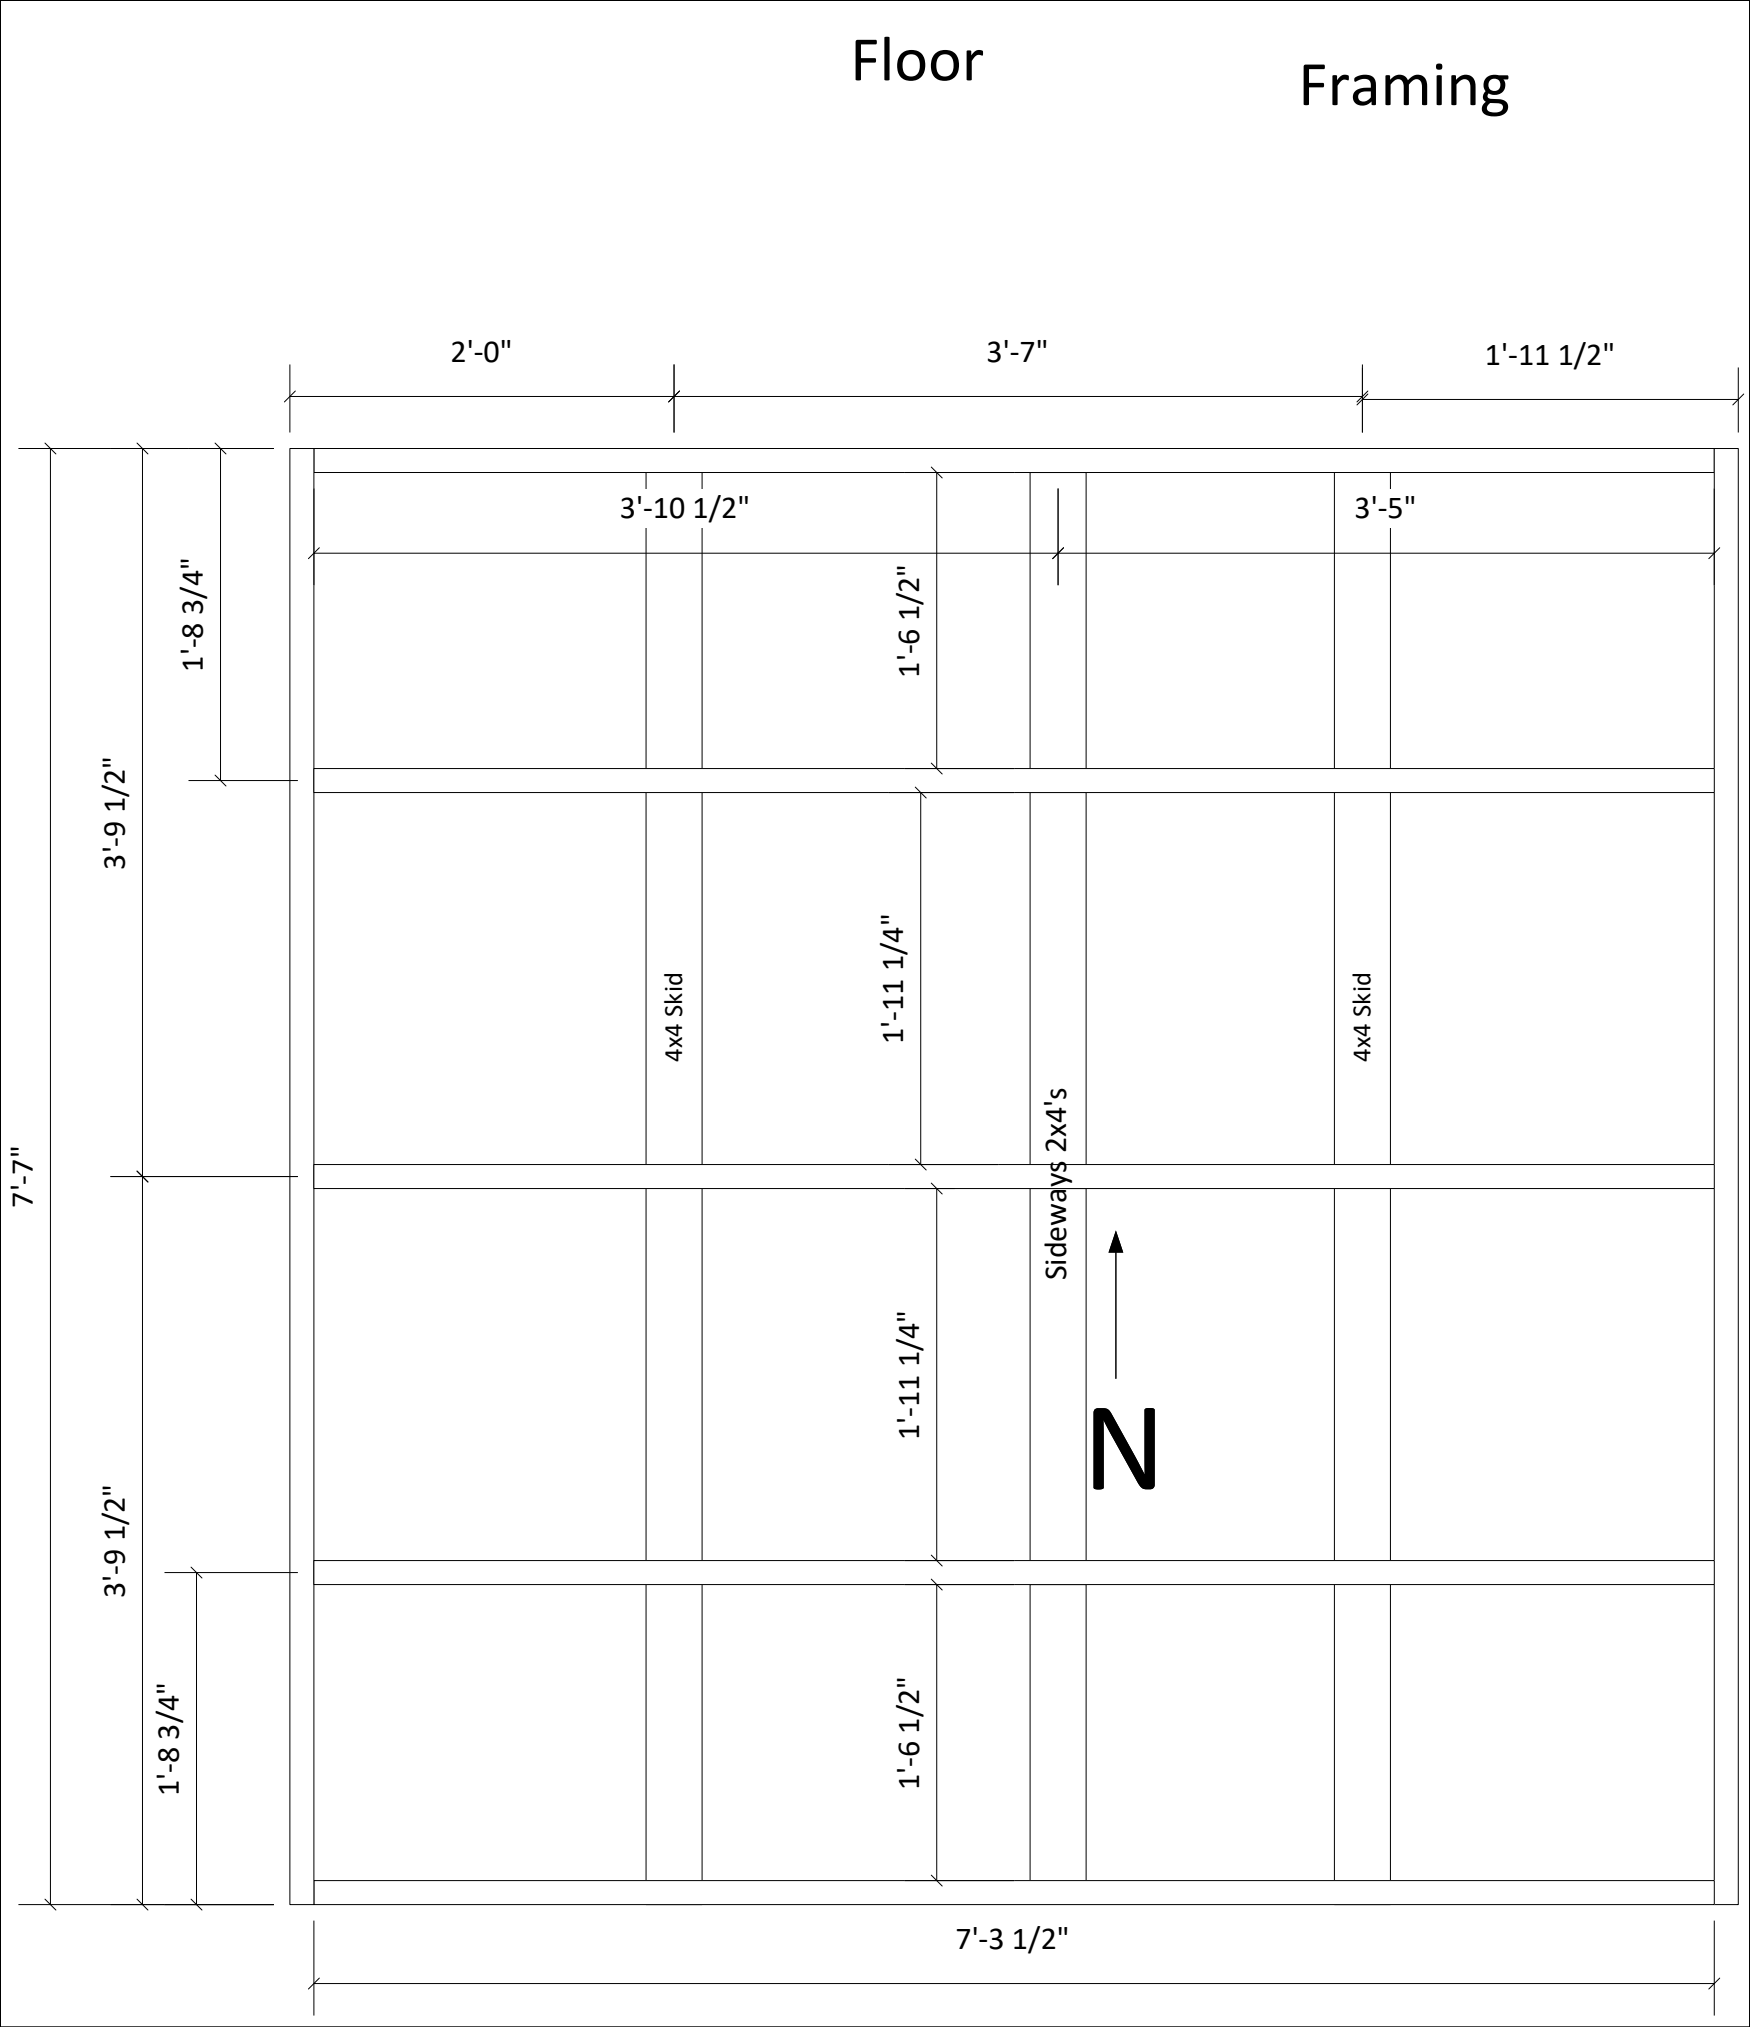 Floor
Framing
2'-0"
3'-7"
1'-11 1/2"
3'-10 1/2"
3'-5"
1'-8 3/4"
1'-6 1/2"
3'-9 1/2"
1'-11 1/4"
4x4 Skid
4x4 Skid
7'-7"
Sideways 2x4's
1'-11 1/4"
N
3'-9 1/2"
1'-8 3/4"
1'-6 1/2"
7'-3 1/2"